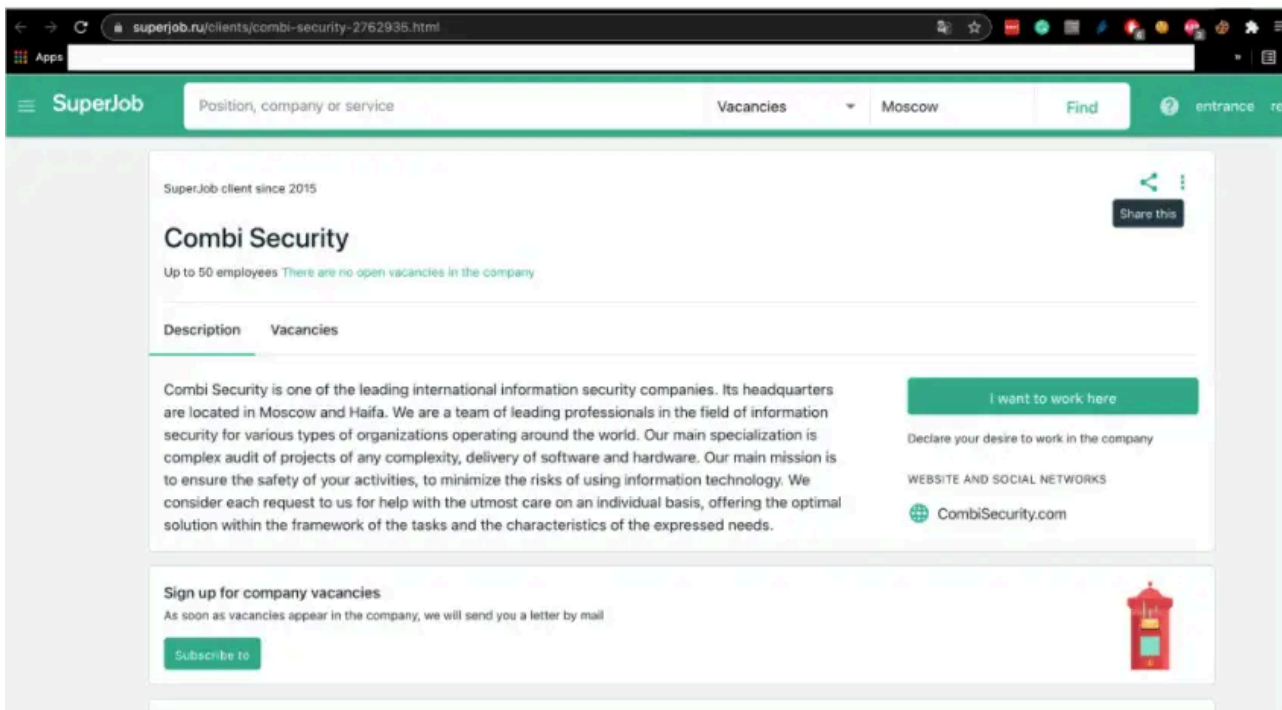 superjob.ru/clients/combi-security-2762935.html
Apps
SuperJob
Position, company or service
Vacancies
Moscow
Find
entrance
re
SuperJob client since 2015
Share this
Combi Security
Up to 50 employees There are no open vacancies in the company
Description Vacancies
Combi Security is one of the leading international information security companies. Its headquarters
are located in Moscow and Haifa. We are a team of leading professionals in the field of information
security for various types of organizations operating around the world. Our main specialization is
complex audit of projects of any complexity, delivery of software and hardware. Our main mission is
to ensure the safety of your activities, to minimize the risks of using information technology. We
consider each request to us for help with the utmost care on an individual basis, offering the optimal
solution within the framework of the tasks and the characteristics of the expressed needs.
I want to work here
Declare your desire to work in the company
WEBSITE AND SOCIAL NETWORKS
CombiSecurity.com
Sign up for company vacancies
As soon as vacancies appear in the company, we will send you a letter by mail
Subscribe to